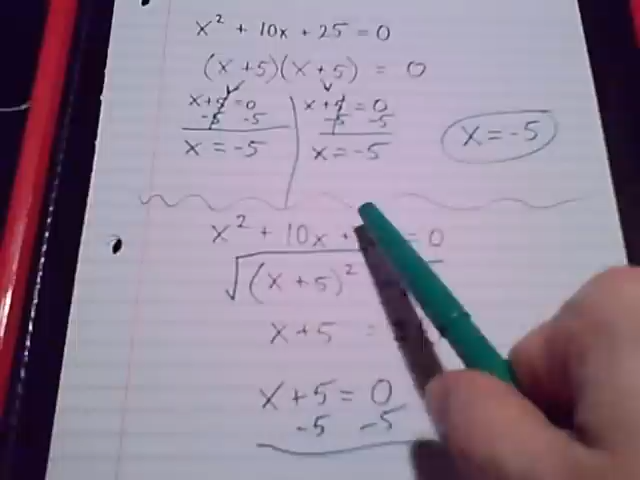 x² + 10x + 25 = 0
(x + 5)(x + 5) = 0
x+5=0 x+5=0
-5 -5 -5 -5
x = -5 x = -5
x = -5
x² + 10x + = 0
√(x + 5)²
x+5 =
x+5=0
-5 -5